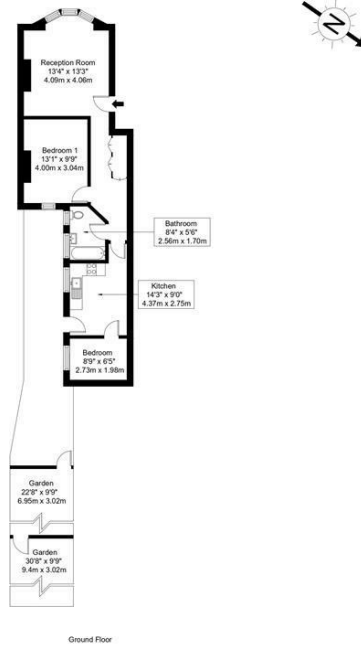 N
Reception Room
13'4" x 13'3"
4.09m x 4.06m
Bedroom 1
13'1" x 9'9"
4.00m x 3.04m
Bathroom
8'4" x 5'6"
2.56m x 1.70m
Kitchen
14'3" x 9'0"
4.37m x 2.75m
Bedroom
8'9" x 6'5"
2.73m x 1.98m
Garden
22'8" x 9'9"
6.95m x 3.02m
Garden
30'8" x 9'9"
9.4m x 3.02m
Ground Floor